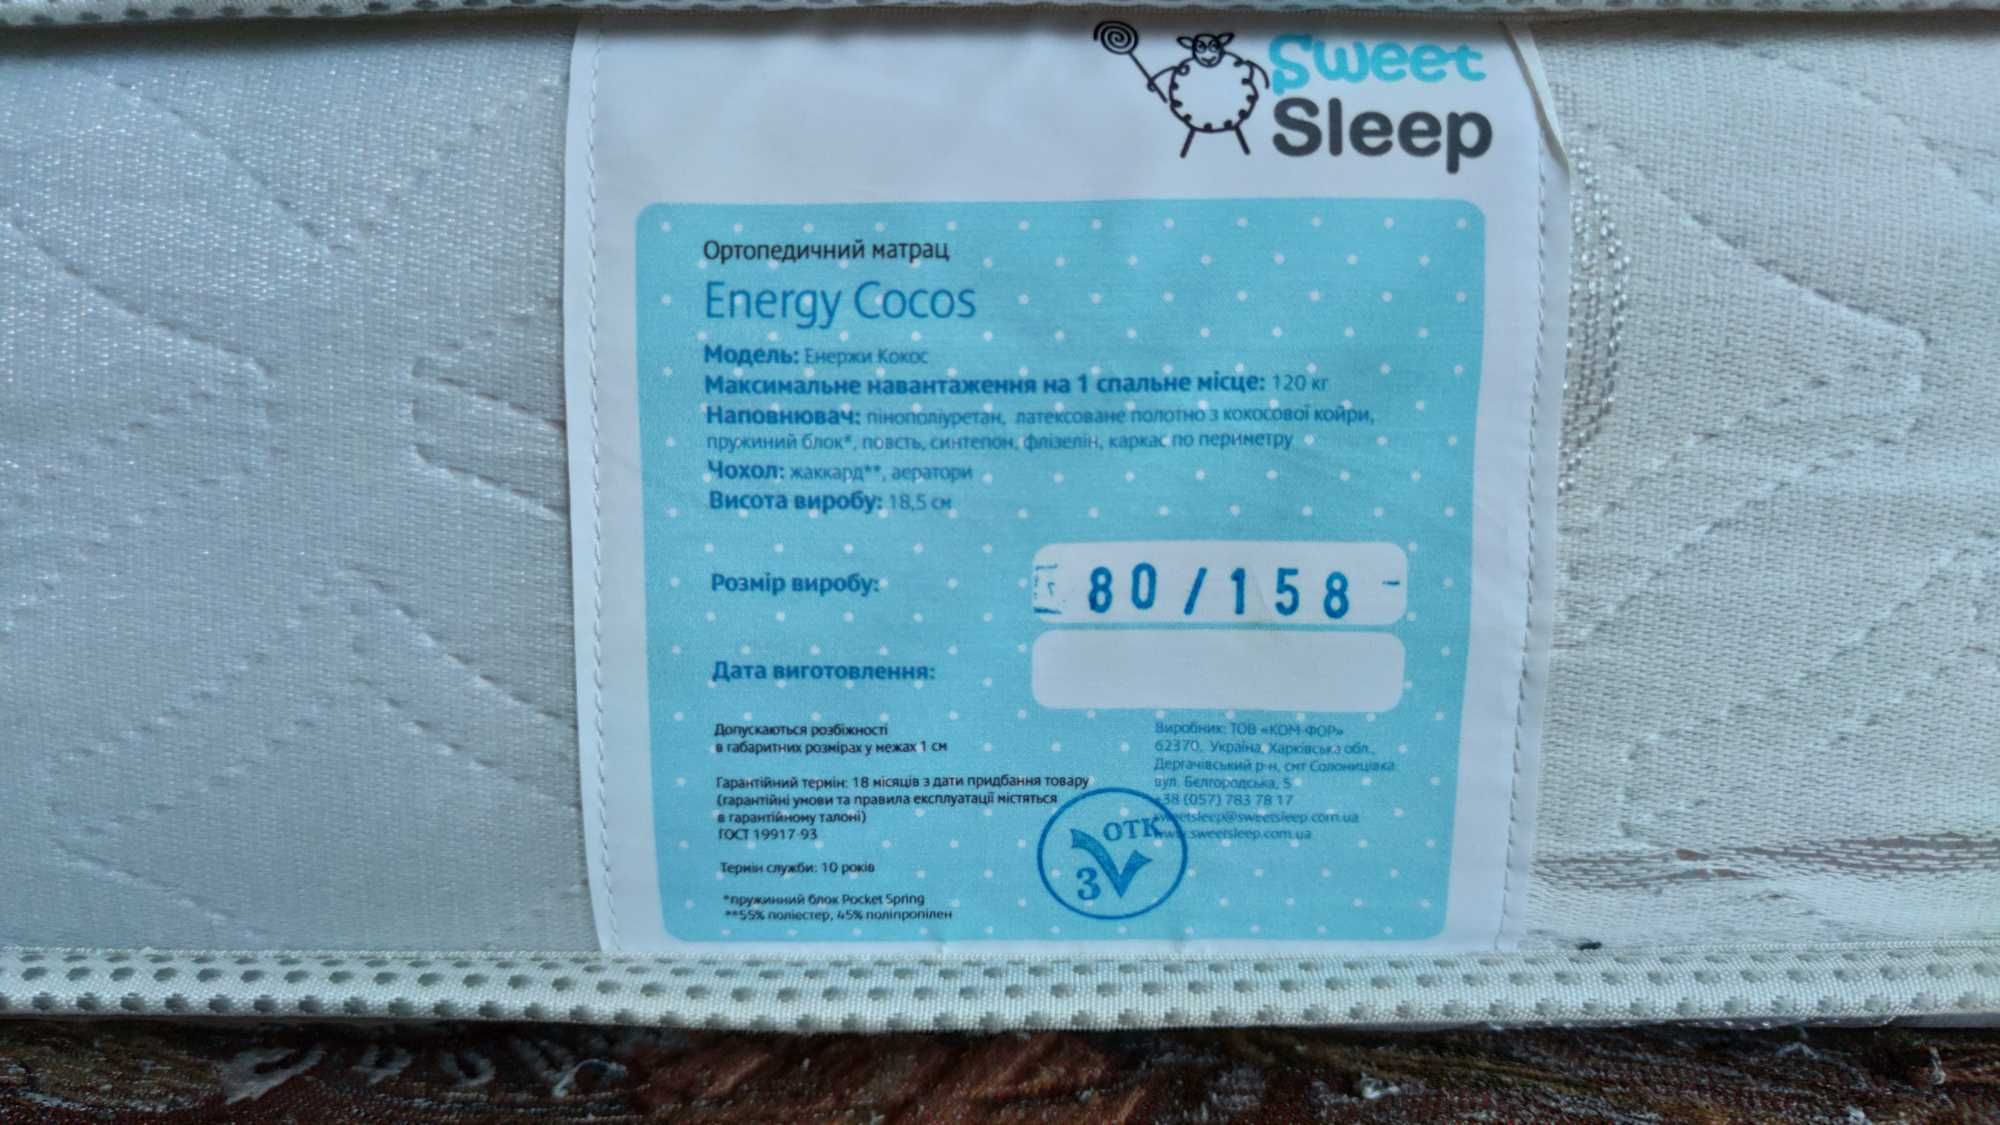 Sweet
Sleep
Ортопедичний матрац
Energy Cocos
Модель: Енержи Кокос
Максимальне навантаження на 1 спальне місце: 120 кг
Наповнювач: пінополіуретан, латексоване полотно з кокосової койри,
пружиний блок*, повсть, синтепон, флізелін, каркас по периметру
Чохол: жаккард**, аератори
Висота виробу: 18,5 см
Розмір виробу: 80/158
Дата виготовлення:
Допускаються розбіжності
в габаритних розмірах у межах 1 см
Гарантійний термін: 18 місяців з дати придбання товару
(гарантійні умови та правила експлуатації містяться
в гарантійному талоні)
ГОСТ 19917-93
Термін служби: 10 років
*пружинний блок Pocket Spring
**55% поліестер, 45% поліпропілен
Виробник: ТОВ «КОМ-ФОР»
62370, Україна, Харківська обл.,
Дергачівський р-н, смт Солоницівка
вул. Бєлгородська, 5
+38 (057) 783 78 17
sweetsleep@sweetsleep.com.ua
www.sweetsleep.com.ua
ОТК
3